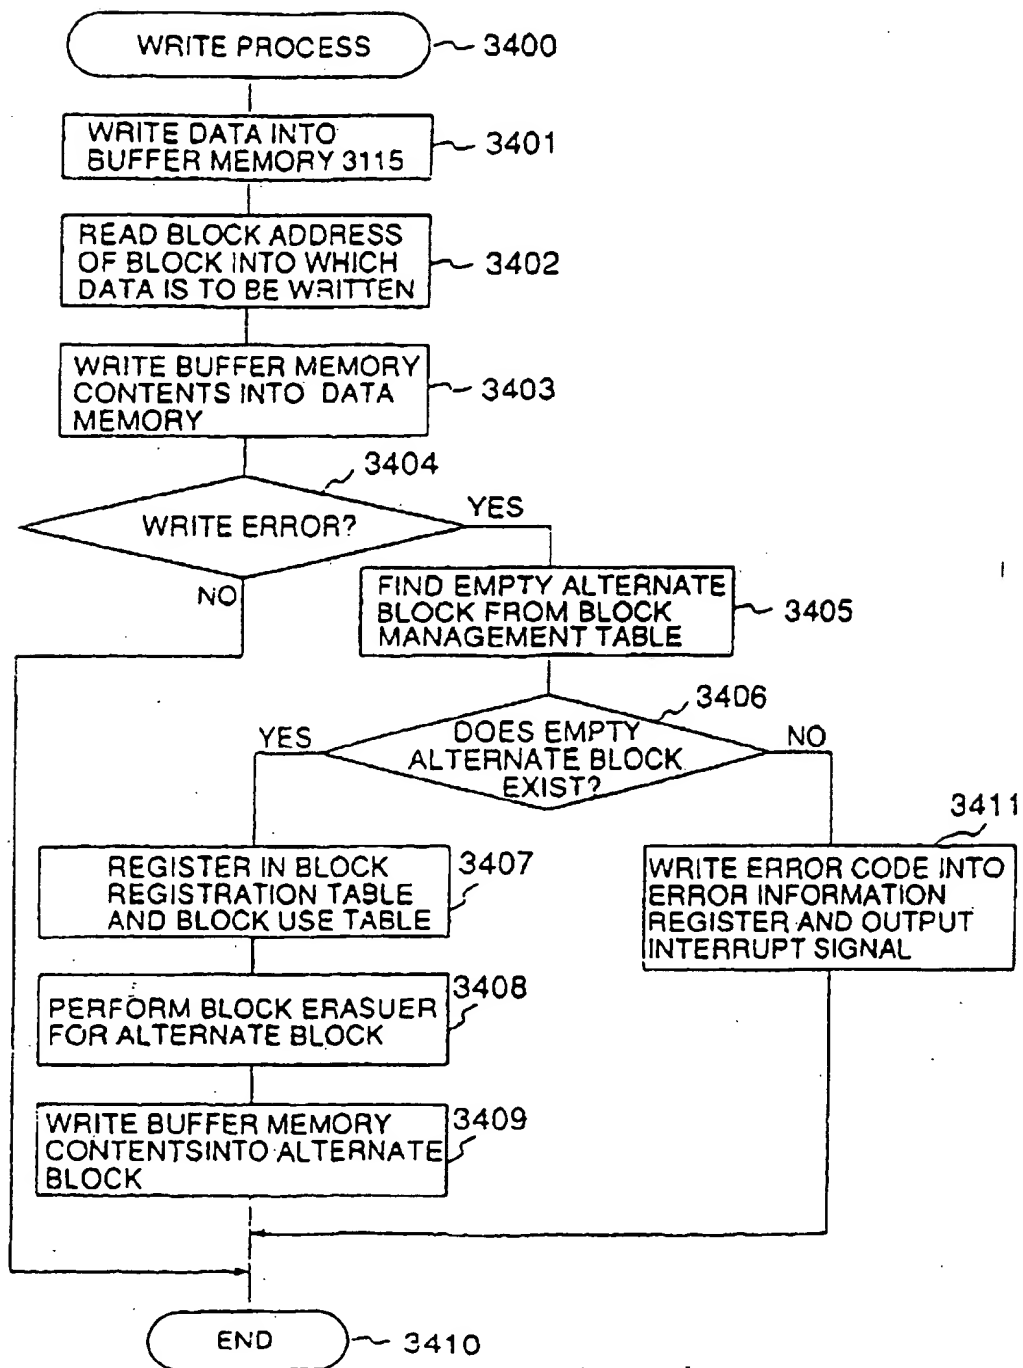 WRITE PROCESS
3400
WRITE DATA INTO
BUFFER MEMORY 3115
3401
READ BLOCK ADDRESS
OF BLOCK INTO WHICH
DATA IS TO BE WRITTEN
3402
WRITE BUFFER MEMORY
CONTENTS INTO DATA
MEMORY
3403
3404
WRITE ERROR?
YES
NO
FIND EMPTY ALTERNATE
BLOCK FROM BLOCK
MANAGEMENT TABLE
3405
3406
DOES EMPTY
ALTERNATE BLOCK
EXIST?
YES
NO
3407
REGISTER IN BLOCK
REGISTRATION TABLE
AND BLOCK USE TABLE
3411
WRITE ERROR CODE INTO
ERROR INFORMATION
REGISTER AND OUTPUT
INTERRUPT SIGNAL
3408
PERFORM BLOCK ERASUER
FOR ALTERNATE BLOCK
3409
WRITE BUFFER MEMORY
CONTENTSINTO ALTERNATE
BLOCK
END
3410